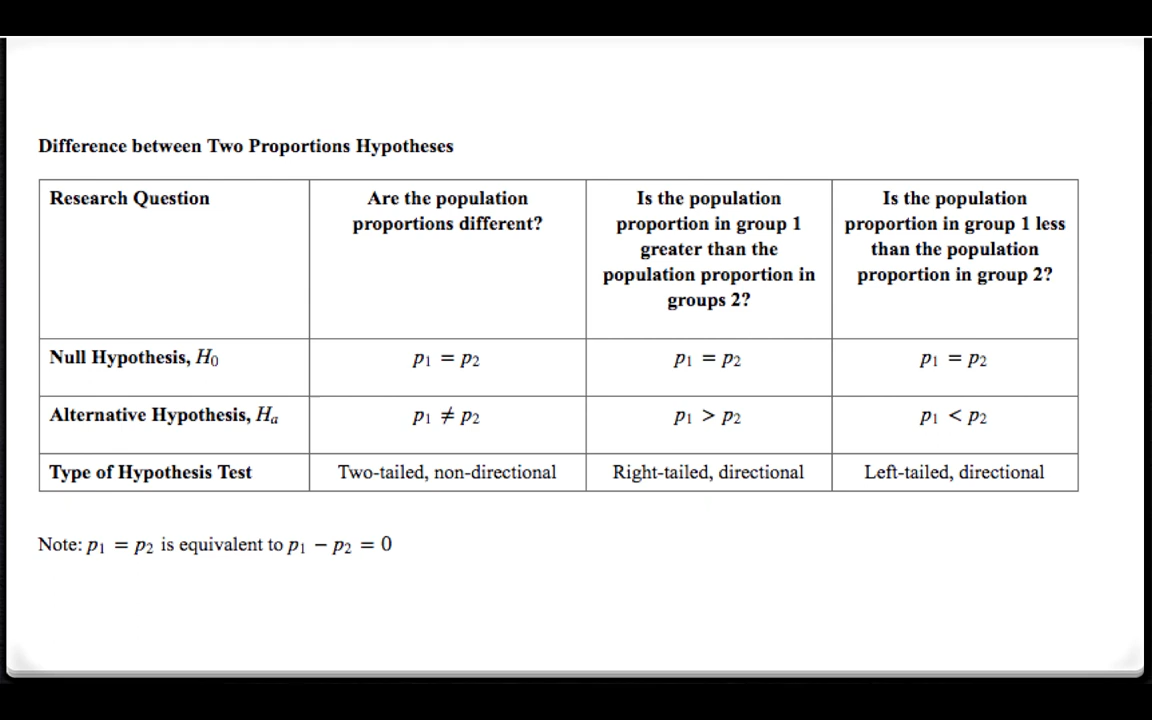 Difference between Two Proportions Hypotheses
Research Question
Are the population
proportions different?
Is the population
proportion in group 1
greater than the
population proportion in
groups 2?
Is the population
proportion in group 1 less
than the population
proportion in group 2?
Null Hypothesis, H₀
p₁ = p₂
p₁ = p₂
p₁ = p₂
Alternative Hypothesis, Hₐ
p₁ ≠ p₂
p₁ > p₂
p₁ < p₂
Type of Hypothesis Test
Two-tailed, non-directional
Right-tailed, directional
Left-tailed, directional
Note: p₁ = p₂ is equivalent to p₁ − p₂ = 0